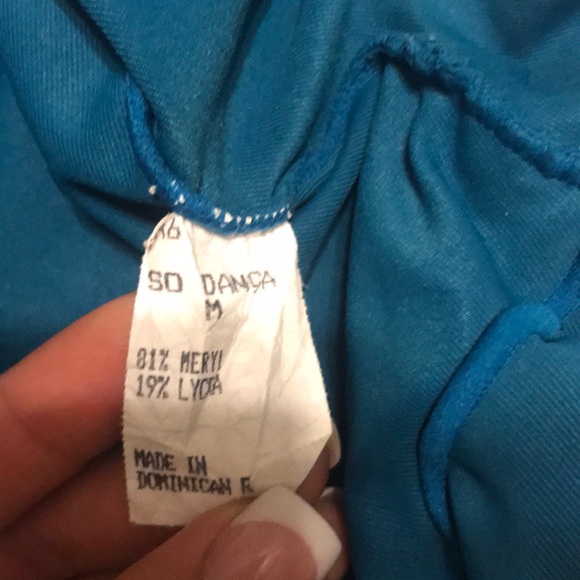 SO DANÇA
M
81% MERYL
19% LYCRA
MADE IN
DOMINICAN R